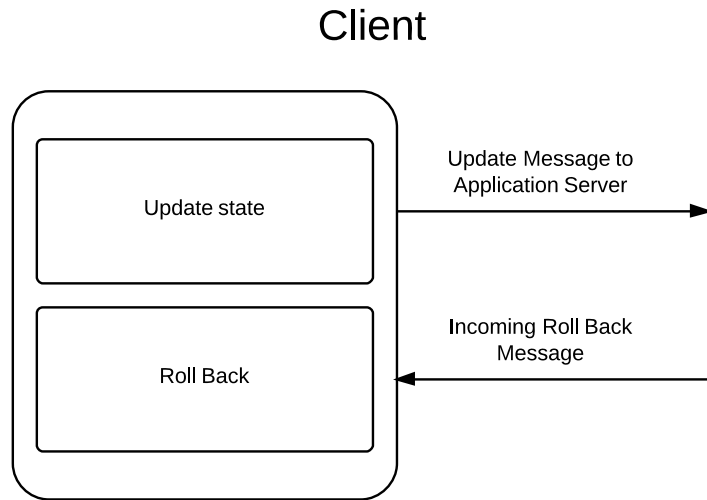 Client
Update Message to
Application Server
Update state
Incoming Roll Back
Message
Roll Back